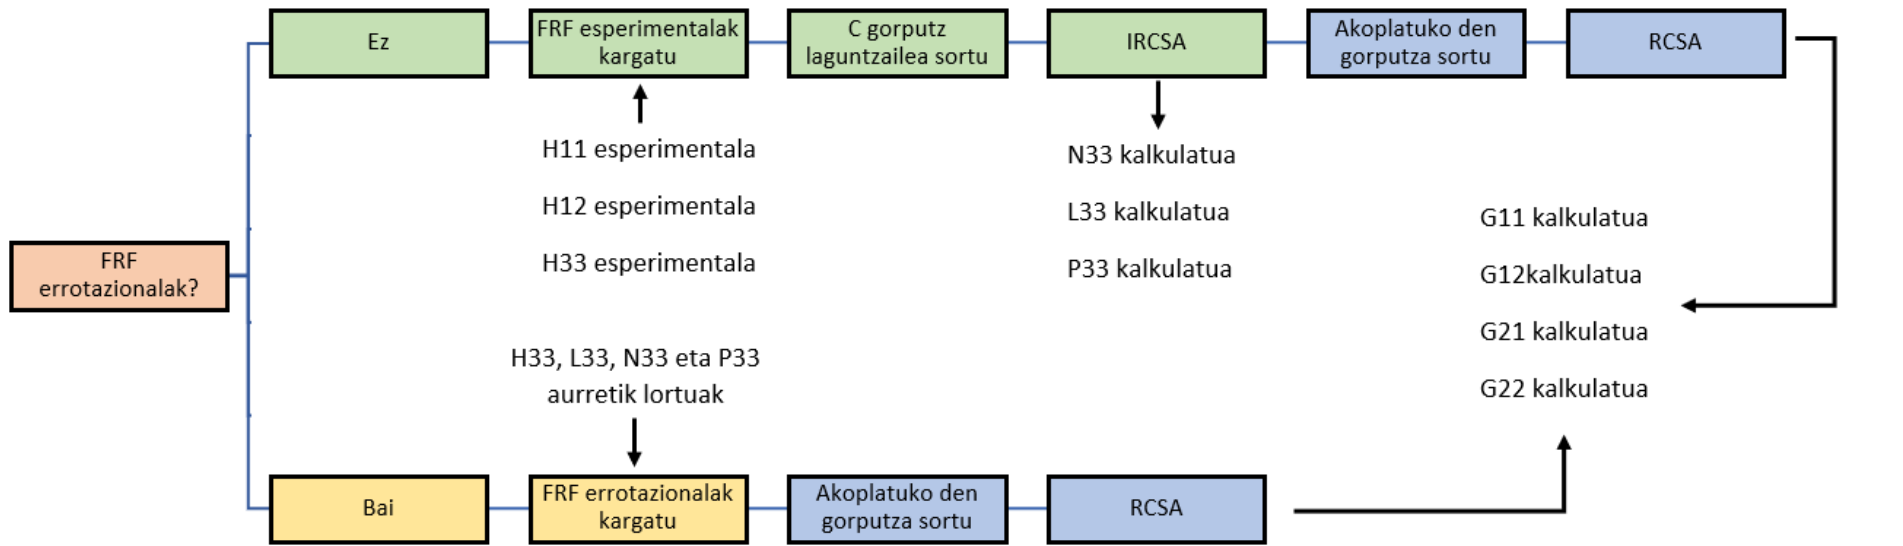 Ez
FRF esperimentalak
kargatu
C gorputz
laguntzailea sortu
IRCSA
Akoplatuko den
gorputza sortu
RCSA
H11 esperimentala
H12 esperimentala
H33 esperimentala
N33 kalkulatua
L33 kalkulatua
P33 kalkulatua
G11 kalkulatua
G12kalkulatua
G21 kalkulatua
G22 kalkulatua
FRF
errotazionalak?
H33, L33, N33 eta P33
aurretik lortuak
Bai
FRF errotazionalak
kargatu
Akoplatuko den
gorputza sortu
RCSA